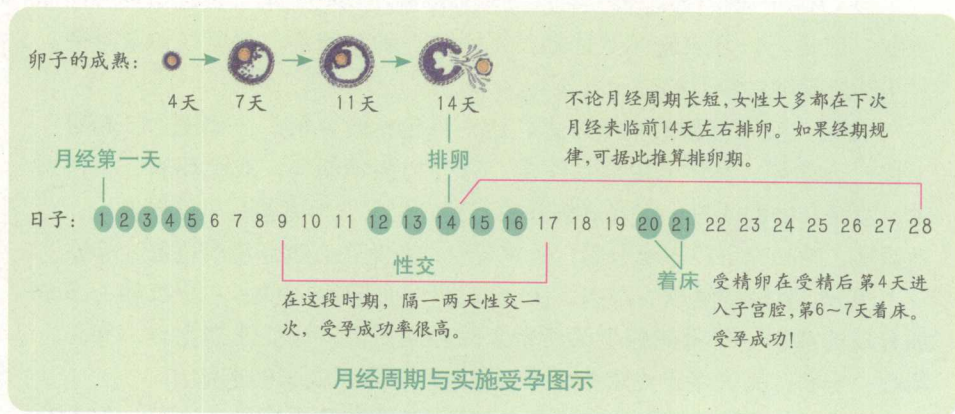 卵子的成熟：
4天 7天 11天 14天
不论月经周期长短，女性大多都在下次
月经来临前14天左右排卵。如果经期规
律，可据此推算排卵期。
月经第一天
排卵
日子： 1 2 3 4 5 6 7 8 9 10 11 12 13 14 15 16 17 18 19 20 21 22 23 24 25 26 27 28
性交
在这段时期，隔一两天性交一
次，受孕成功率很高。
着床
受精卵在受精后第4天进
入子宫腔，第6～7天着床。
受孕成功！
月经周期与实施受孕图示